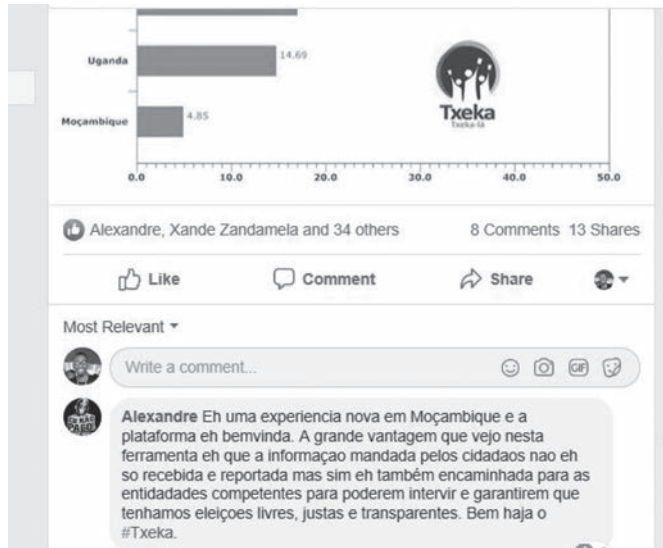 Uganda
14.69
Moçambique
4.85
Txeka
Txeka-lá
0.0 10.0 20.0 30.0 40.0 50.0
Alexandre, Xande Zandamela and 34 others 8 Comments 13 Shares
Like Comment Share
Most Relevant
Write a comment...
GIF
EU NÃO
PAGO!
Alexandre Eh uma experiencia nova em Moçambique e a
plataforma eh bemvinda. A grande vantagem que vejo nesta
ferramenta eh que a informaçao mandada pelos cidadaos nao eh
so recebida e reportada mas sim eh também encaminhada para as
entidadades competentes para poderem intervir e garantirem que
tenhamos eleiçoes livres, justas e transparentes. Bem haja o
#Txeka.